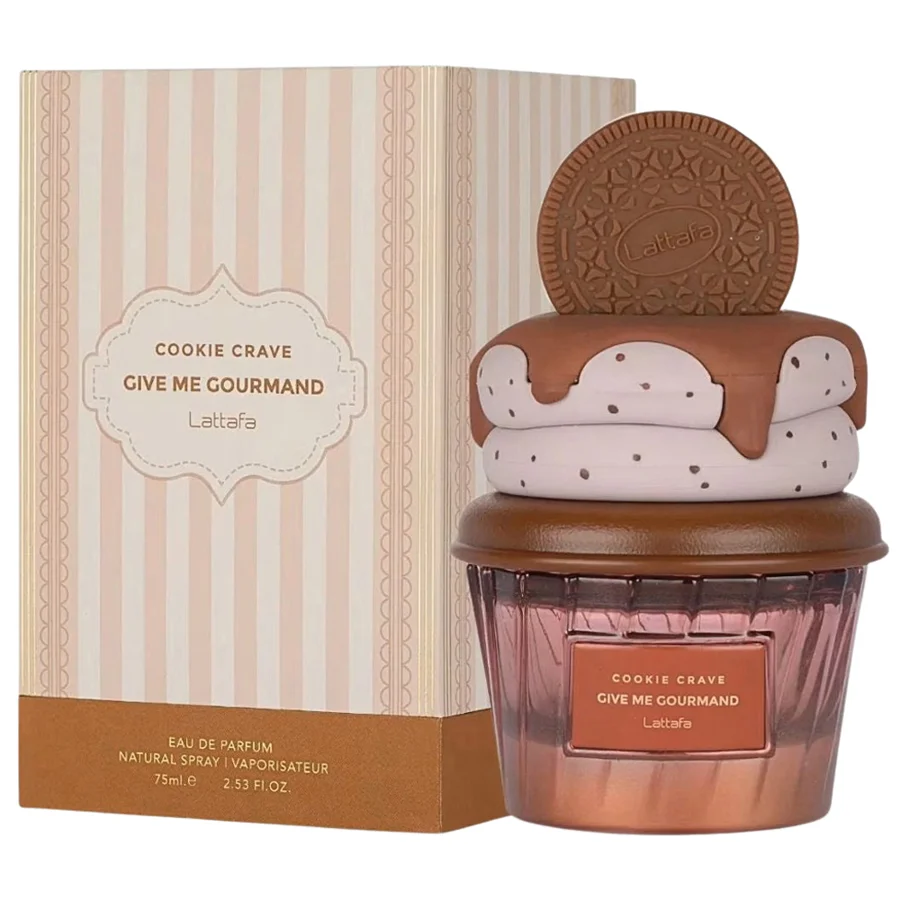 COOKIE CRAVE
GIVE ME GOURMAND
Lattafa
EAU DE PARFUM
NATURAL SPRAY | VAPORISATEUR
75ml.e 2.53 Fl.OZ.
Lattafa
COOKIE CRAVE
GIVE ME GOURMAND
Lattafa